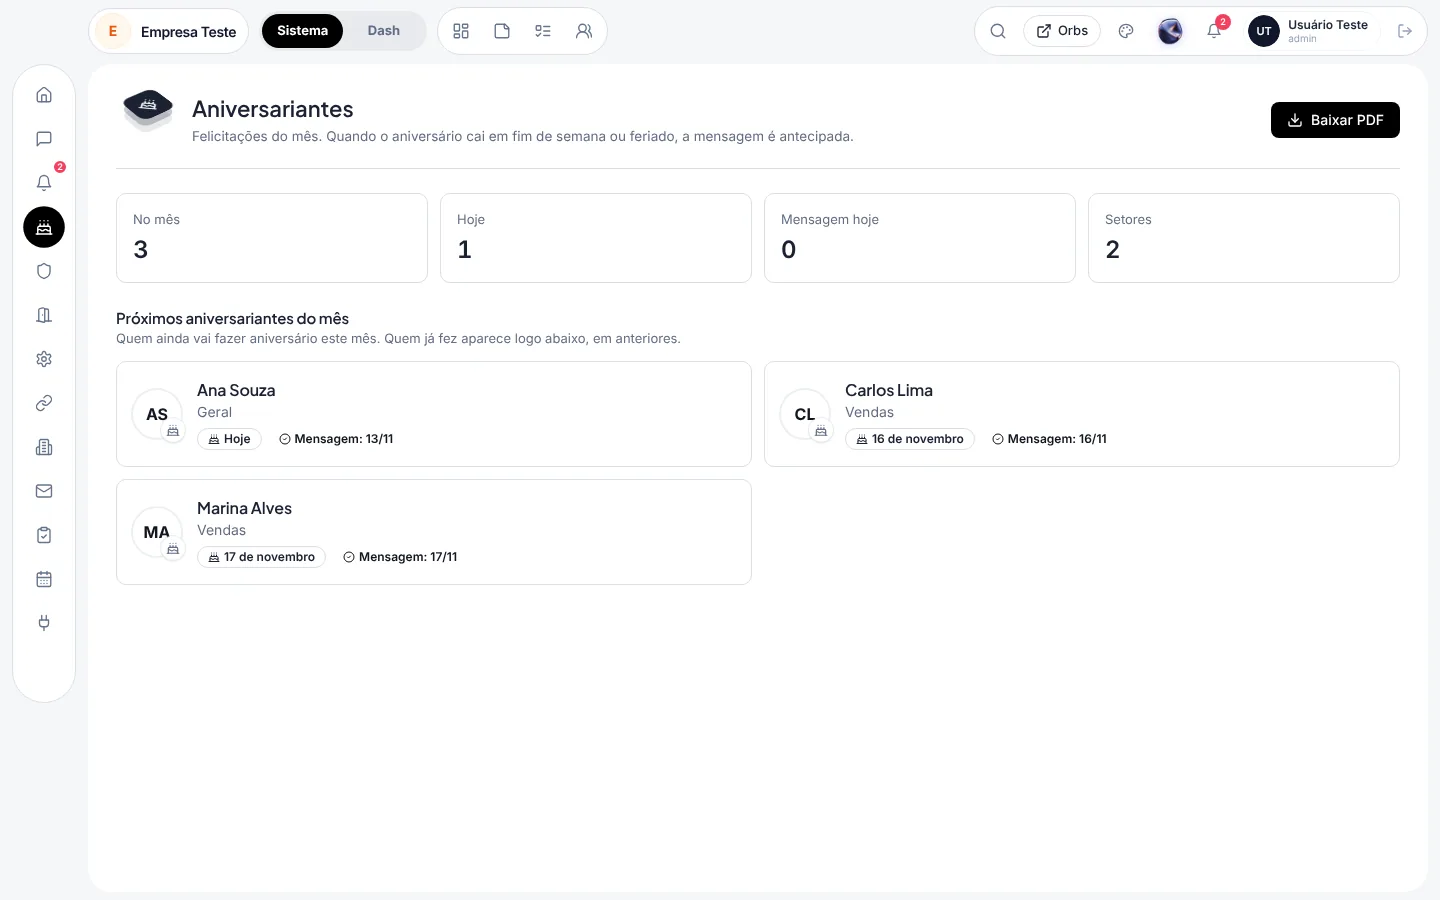 E Empresa Teste Sistema Dash Orbs 2 UT Usuário Teste
admin
2
Aniversariantes
Felicitações do mês. Quando o aniversário cai em fim de semana ou feriado, a mensagem é antecipada.
Baixar PDF
No mês
3
Hoje
1
Mensagem hoje
0
Setores
2
Próximos aniversariantes do mês
Quem ainda vai fazer aniversário este mês. Quem já fez aparece logo abaixo, em anteriores.
AS
Ana Souza
Geral
Hoje Mensagem: 13/11
CL
Carlos Lima
Vendas
16 de novembro Mensagem: 16/11
MA
Marina Alves
Vendas
17 de novembro Mensagem: 17/11